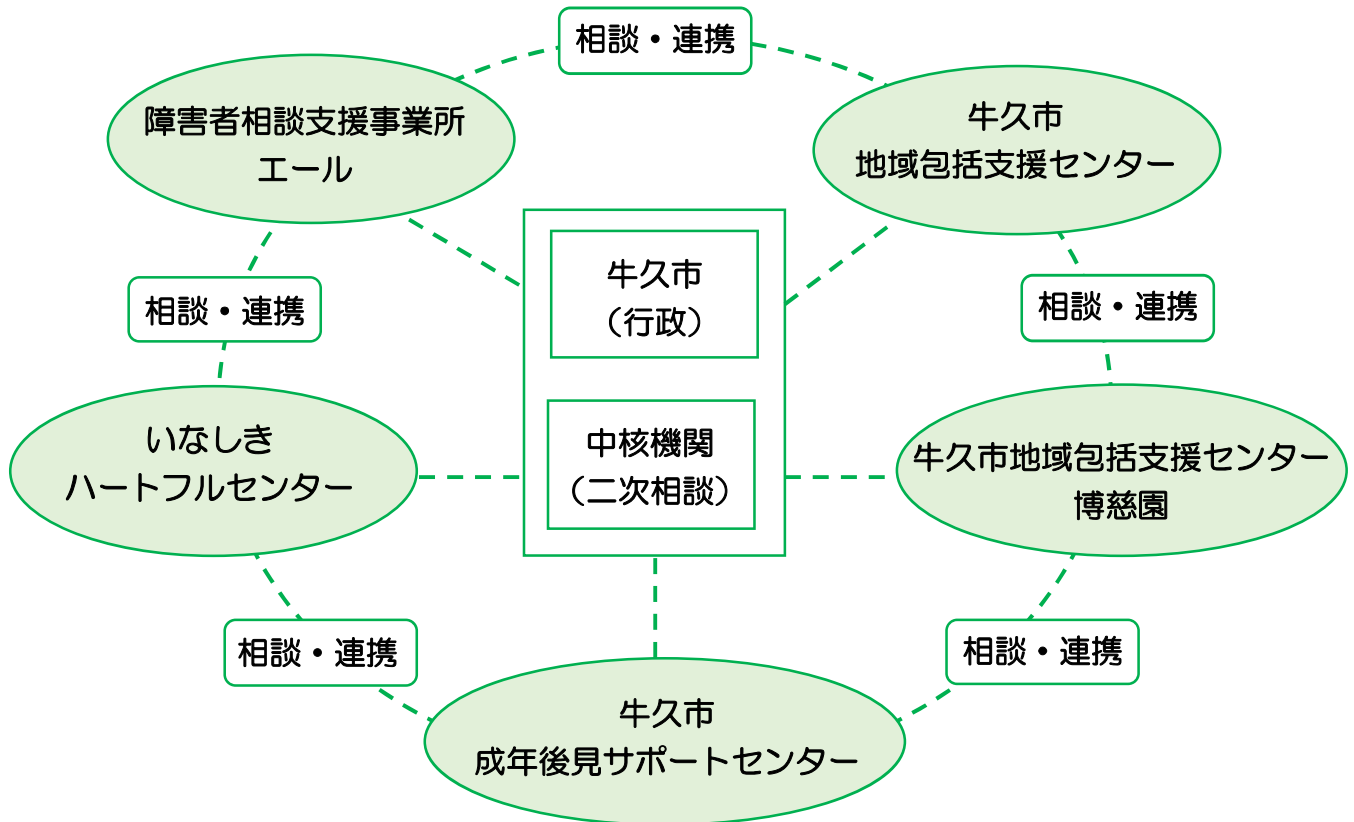 相談・連携
障害者相談支援事業所
エール
牛久市
地域包括支援センター
牛久市
（行政）
相談・連携
相談・連携
中核機関
（二次相談）
いなしき
ハートフルセンター
牛久市地域包括支援センター
博慈園
相談・連携
相談・連携
牛久市
成年後見サポートセンター